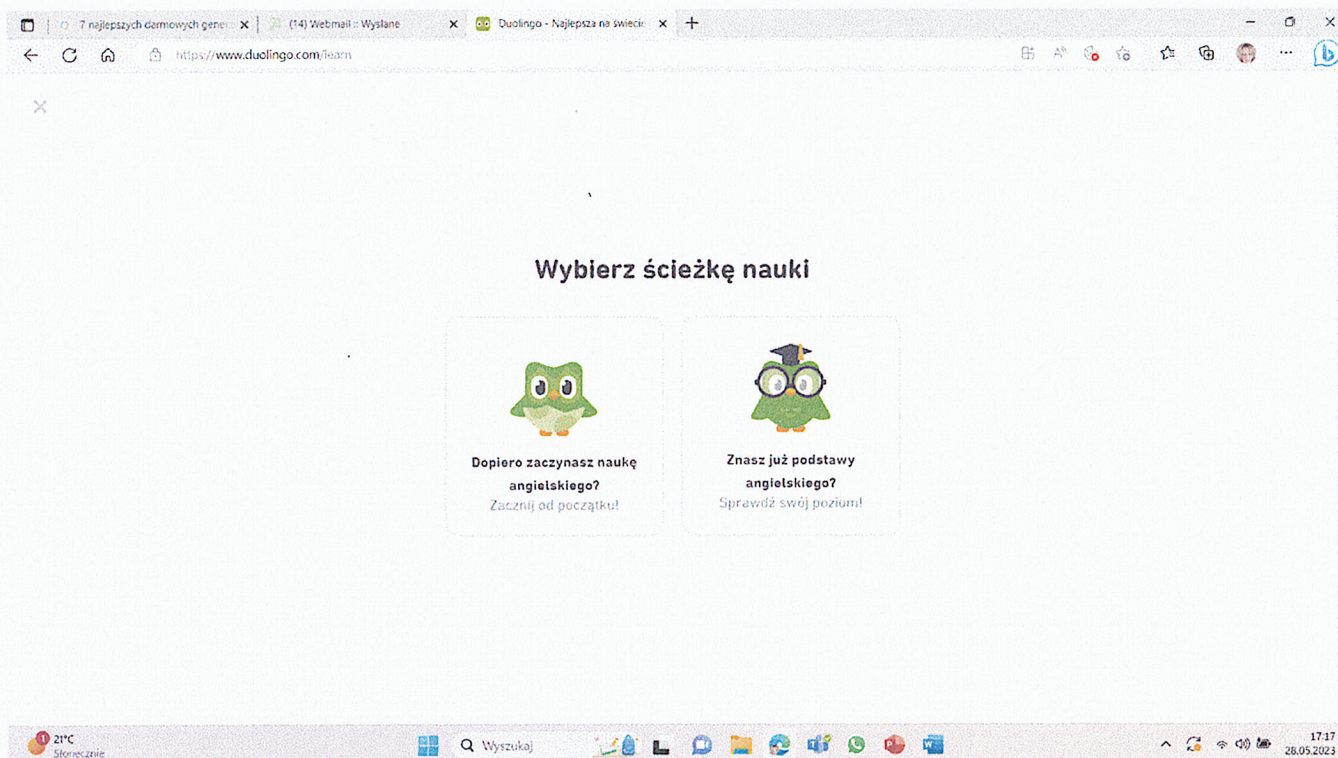 7 najlepszych darmowych gene
(14) Webmail :: Wysłane
Duolingo - Najlepsza na świecie
https://www.duolingo.com/learn
Wybierz ścieżkę nauki
Dopiero zaczynasz naukę
angielskiego?
Zacznij od początku!
Znasz już podstawy
angielskiego?
Sprawdź swój poziom!
1
21°C
Słonecznie
Wyszukaj
17:17
28.05.2023